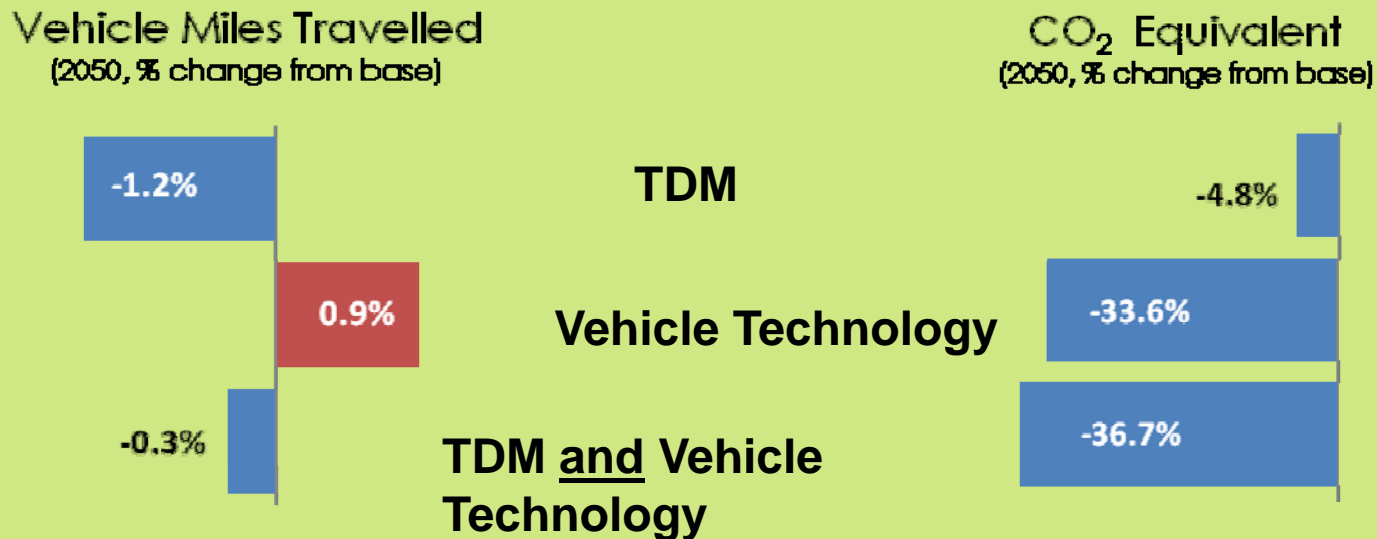 Vehicle Miles Travelled
(2050, % change from base)
CO₂ Equivalent
(2050, % change from base)
-1.2%
TDM
-4.8%
0.9%
Vehicle Technology
-33.6%
-0.3%
TDM and Vehicle
Technology
-36.7%